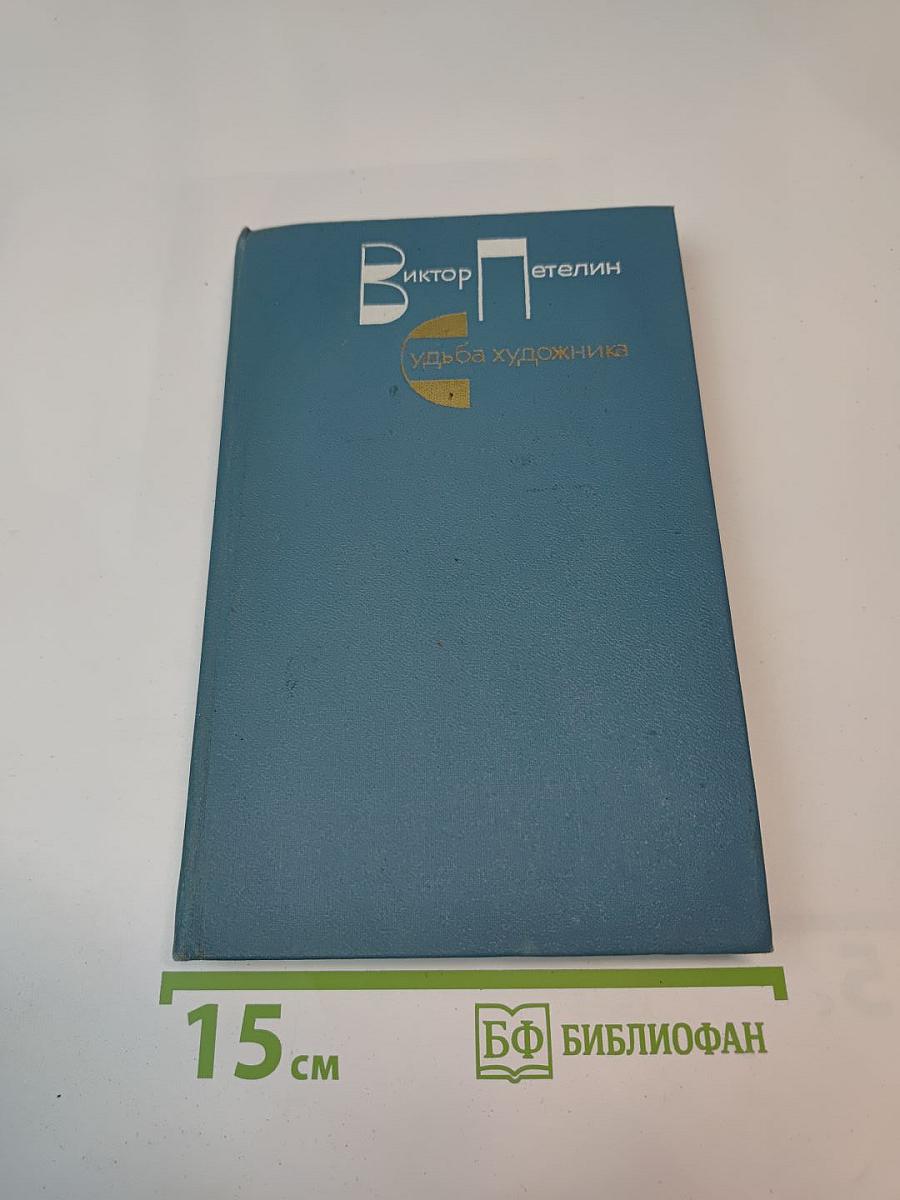 Виктор Петелин
Судьба художника
15 см
БФ БИБЛИОФАН